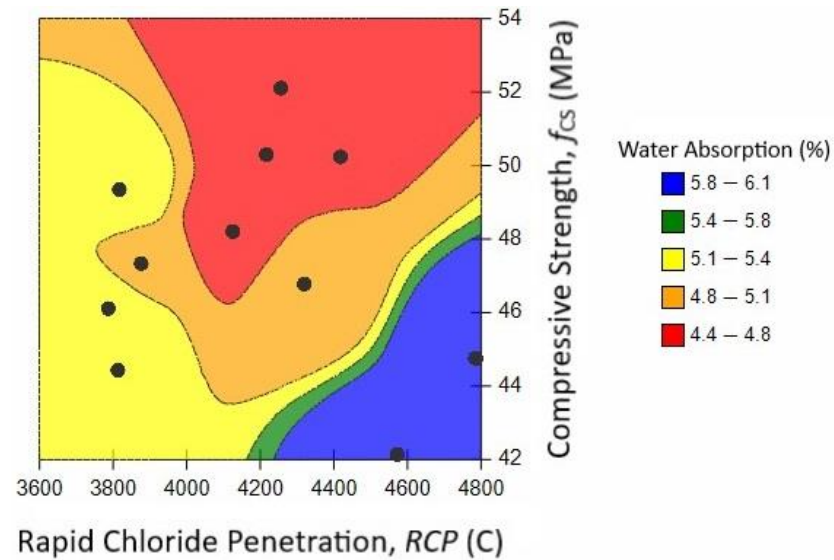 54
52
50
48
46
44
42
Compressive Strength, fCS (MPa)
3600 3800 4000 4200 4400 4600 4800
Rapid Chloride Penetration, RCP (C)
Water Absorption (%)
5.8 – 6.1
5.4 – 5.8
5.1 – 5.4
4.8 – 5.1
4.4 – 4.8